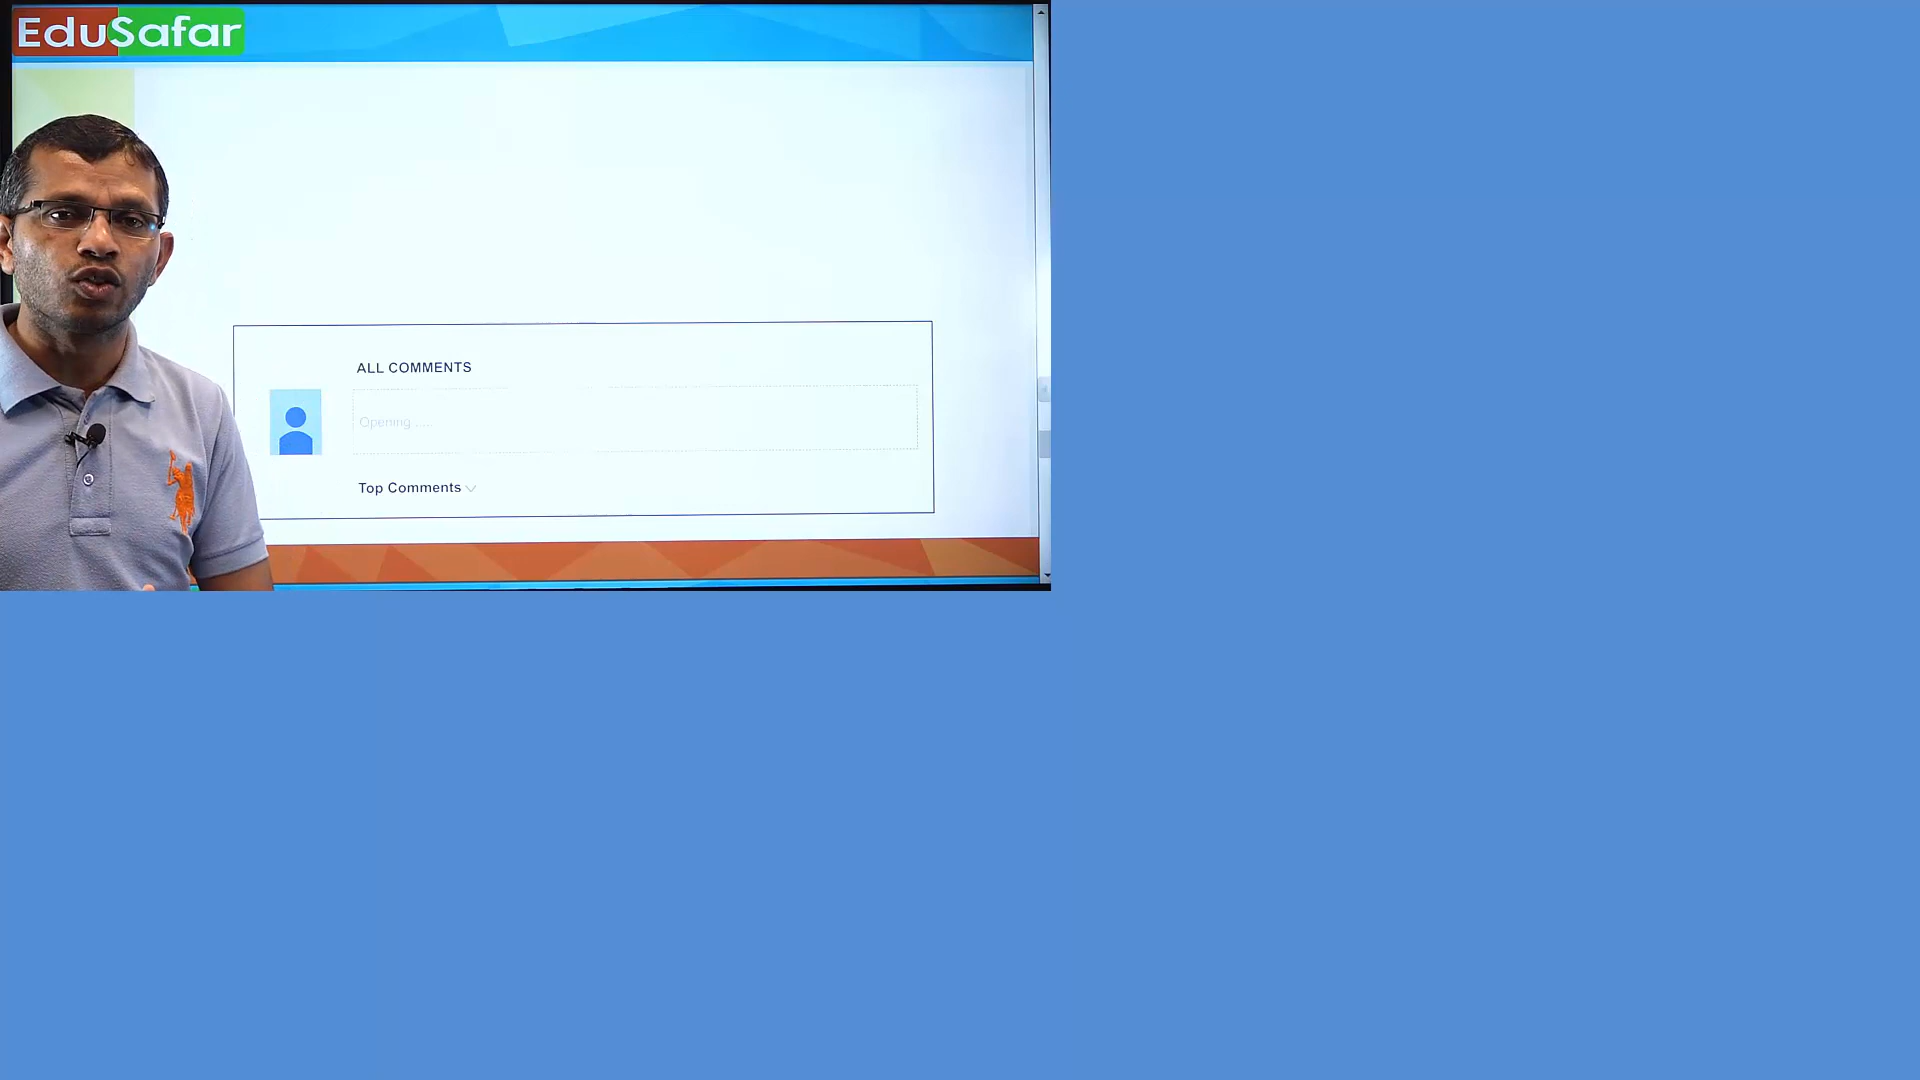 EduSafar
ALL COMMENTS
Opening .....
Top Comments